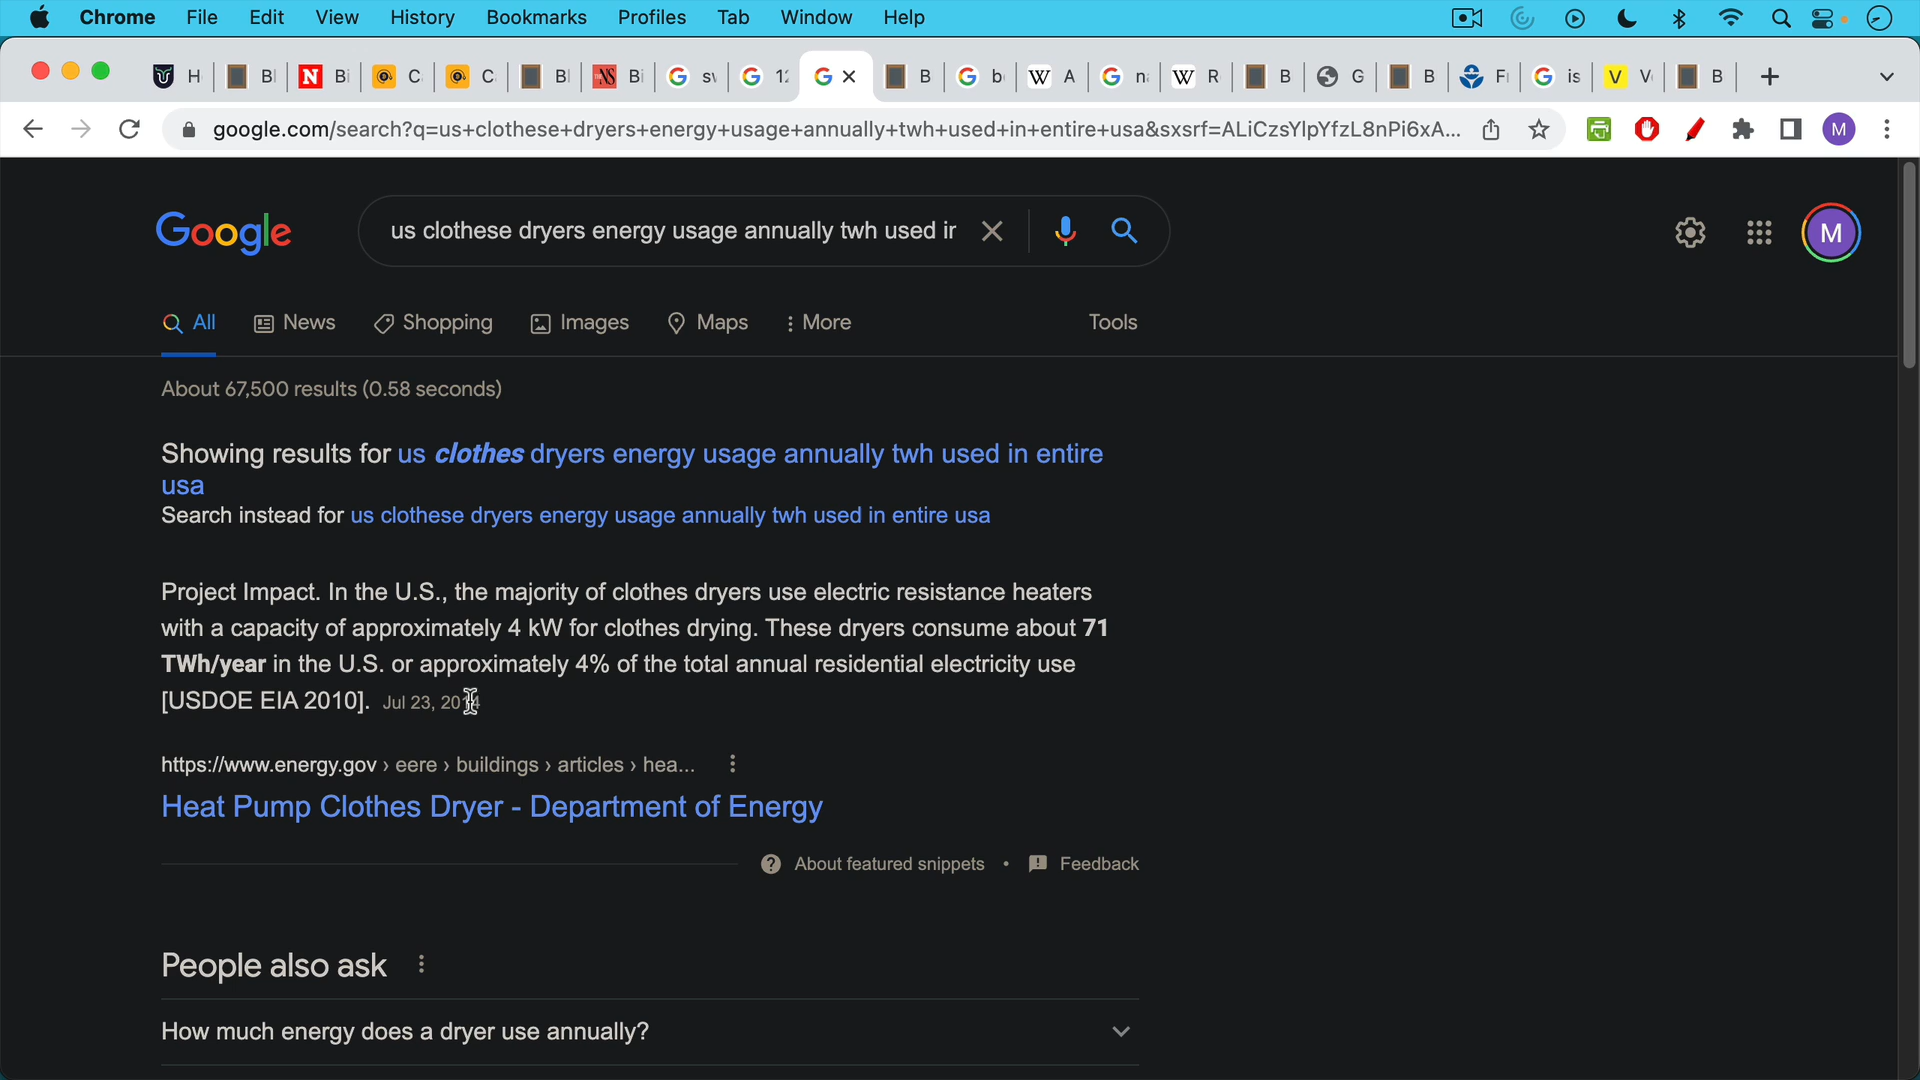 Chrome File Edit View History Bookmarks Profiles Tab Window Help
H Bl N Bi C C Bl Bi sv 12 B b W A n W R B G B F is V V B
google.com/search?q=us+clothese+dryers+energy+usage+annually+twh+used+in+entire+usa&sxsrf=ALiCzsYlpYfzL8nPi6xA... M
Google us clothese dryers energy usage annually twh used ir M
All News Shopping Images Maps More Tools
About 67,500 results (0.58 seconds)
Showing results for us clothes dryers energy usage annually twh used in entire
usa
Search instead for us clothese dryers energy usage annually twh used in entire usa
Project Impact. In the U.S., the majority of clothes dryers use electric resistance heaters
with a capacity of approximately 4 kW for clothes drying. These dryers consume about 71
TWh/year in the U.S. or approximately 4% of the total annual residential electricity use
[USDOE EIA 2010]. Jul 23, 2014
https://www.energy.gov › eere › buildings › articles › hea...
Heat Pump Clothes Dryer - Department of Energy
About featured snippets • Feedback
People also ask
How much energy does a dryer use annually?